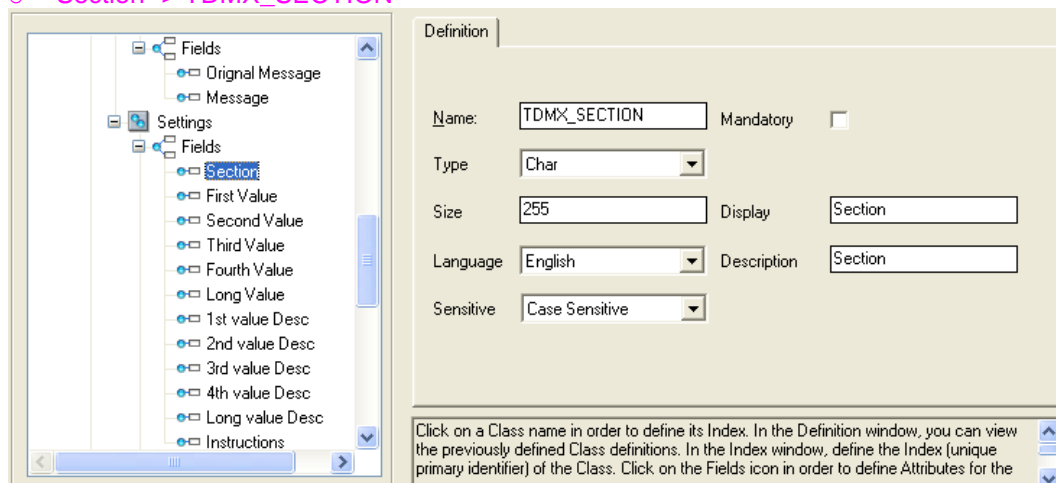 Section -> TDMX_SECTION
Fields
Orignal Message
Message
Settings
Fields
Section
First Value
Second Value
Third Value
Fourth Value
Long Value
1st value Desc
2nd value Desc
3rd value Desc
4th value Desc
Long value Desc
Instructions
Definition
Name: TDMX_SECTION Mandatory
Type Char
Size 255 Display Section
Language English Description Section
Sensitive Case Sensitive
Click on a Class name in order to define its Index. In the Definition window, you can view
the previously defined Class definitions. In the Index window, define the Index (unique
primary identifier) of the Class. Click on the Fields icon in order to define Attributes for the